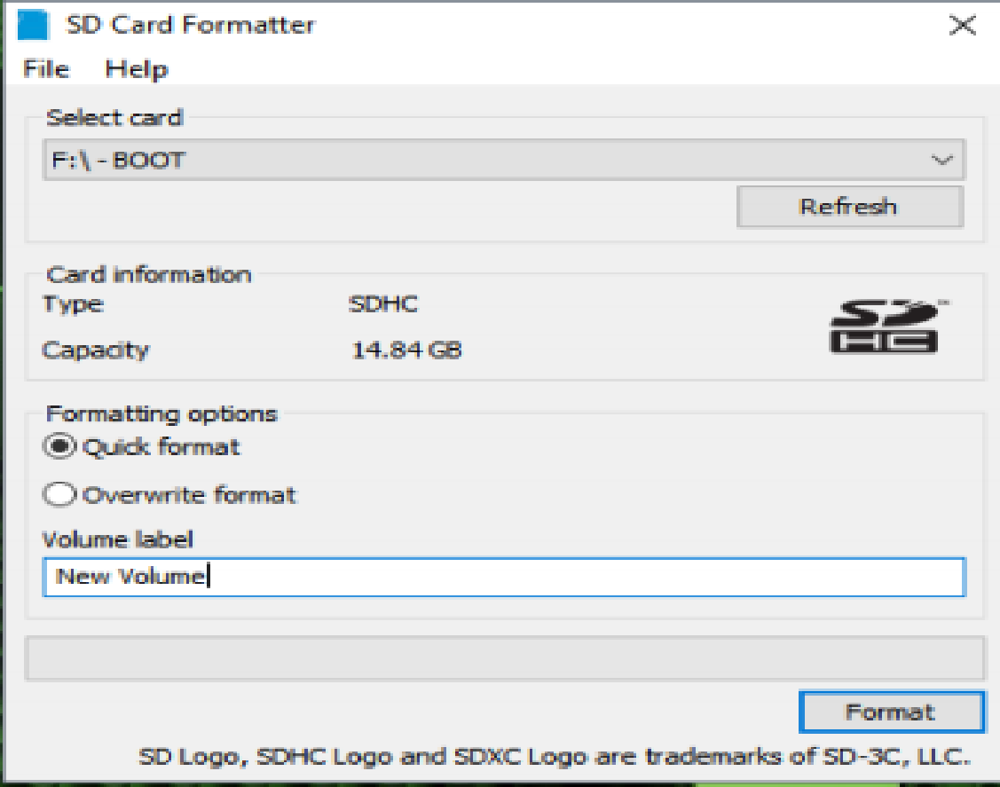 SD Card Formatter
File Help
Select card
F:\ - BOOT
Refresh
Card information
Type SDHC
Capacity 14.84 GB
SD HC ™
Formatting options
Quick format
Overwrite format
Volume label
New Volume
Format
SD Logo, SDHC Logo and SDXC Logo are trademarks of SD-3C, LLC.